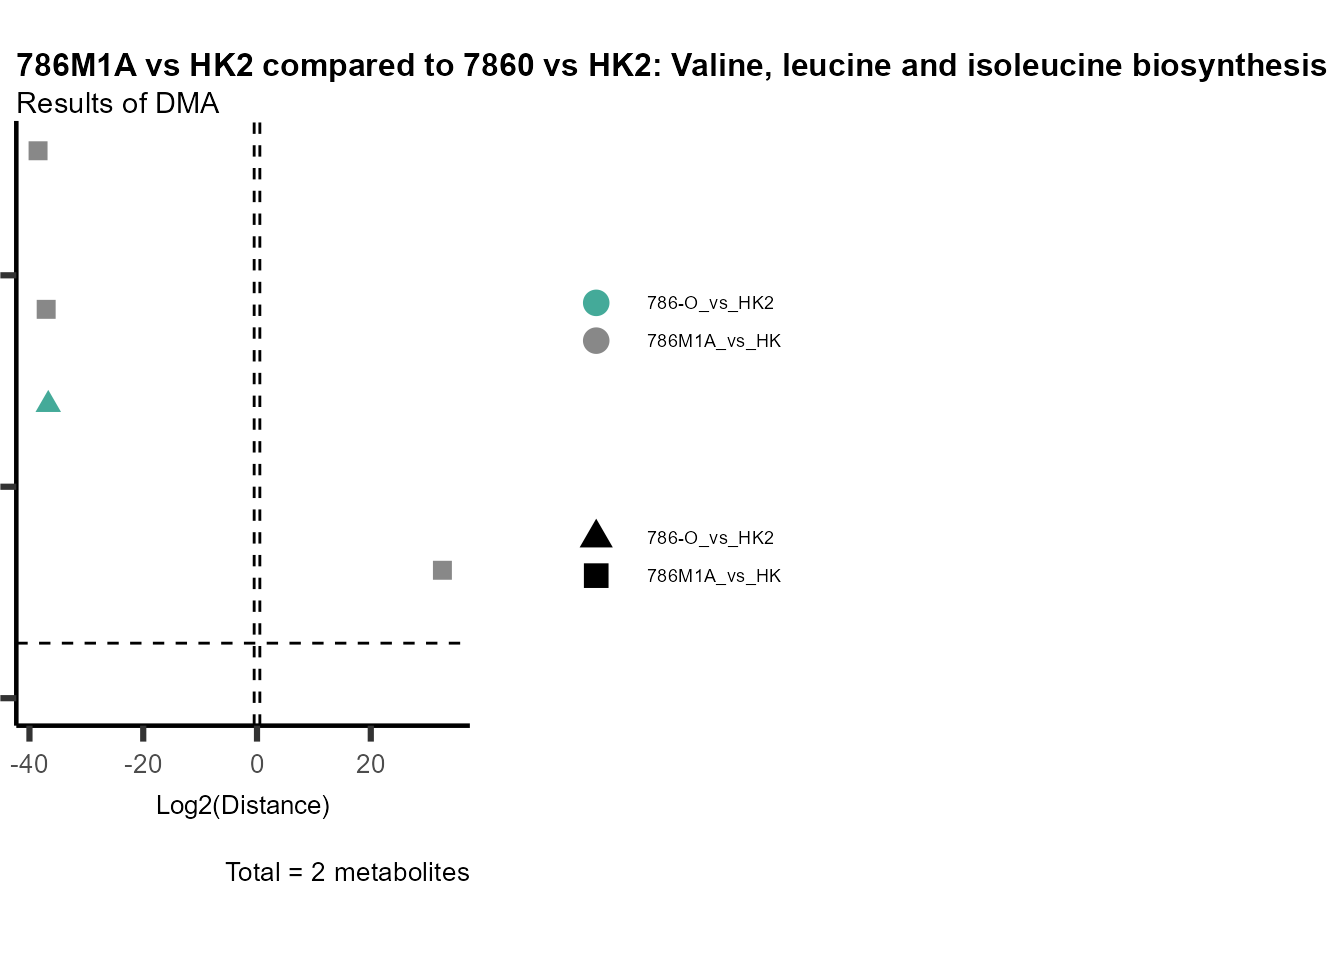 786M1A vs HK2 compared to 7860 vs HK2: Valine, leucine and isoleucine biosynthesis
Results of DMA
786-O_vs_HK2
786M1A_vs_HK
786-O_vs_HK2
786M1A_vs_HK
-40 -20 0 20
Log2(Distance)
Total = 2 metabolites